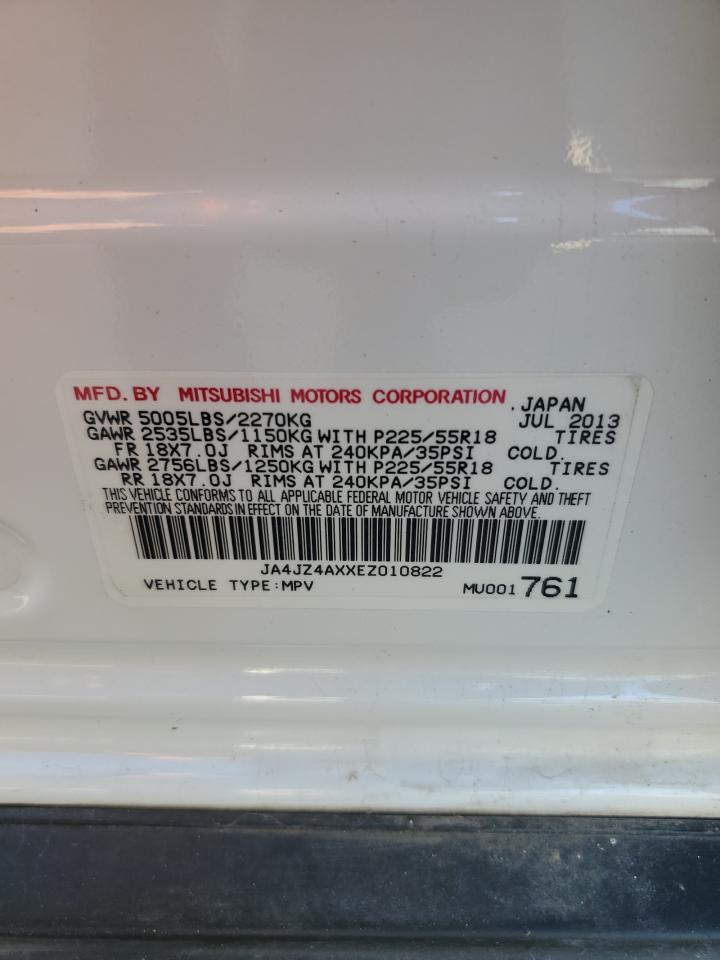 MFD. BY MITSUBISHI MOTORS CORPORATION, JAPAN
GVWR 5005LBS/2270KG JUL 2013
GAWR 2535LBS/1150KG WITH P225/55R18 TIRES
FR 18X7.0J RIMS AT 240KPA/35PSI COLD.
GAWR 2756LBS/1250KG WITH P225/55R18 TIRES
RR 18X7.0J RIMS AT 240KPA/35PSI COLD.
THIS VEHICLE CONFORMS TO ALL APPLICABLE FEDERAL MOTOR VEHICLE SAFETY AND THEFT
PREVENTION STANDARDS IN EFFECT ON THE DATE OF MANUFACTURE SHOWN ABOVE.
JA4JZ4AXXEZ010822
VEHICLE TYPE:MPV MU001761